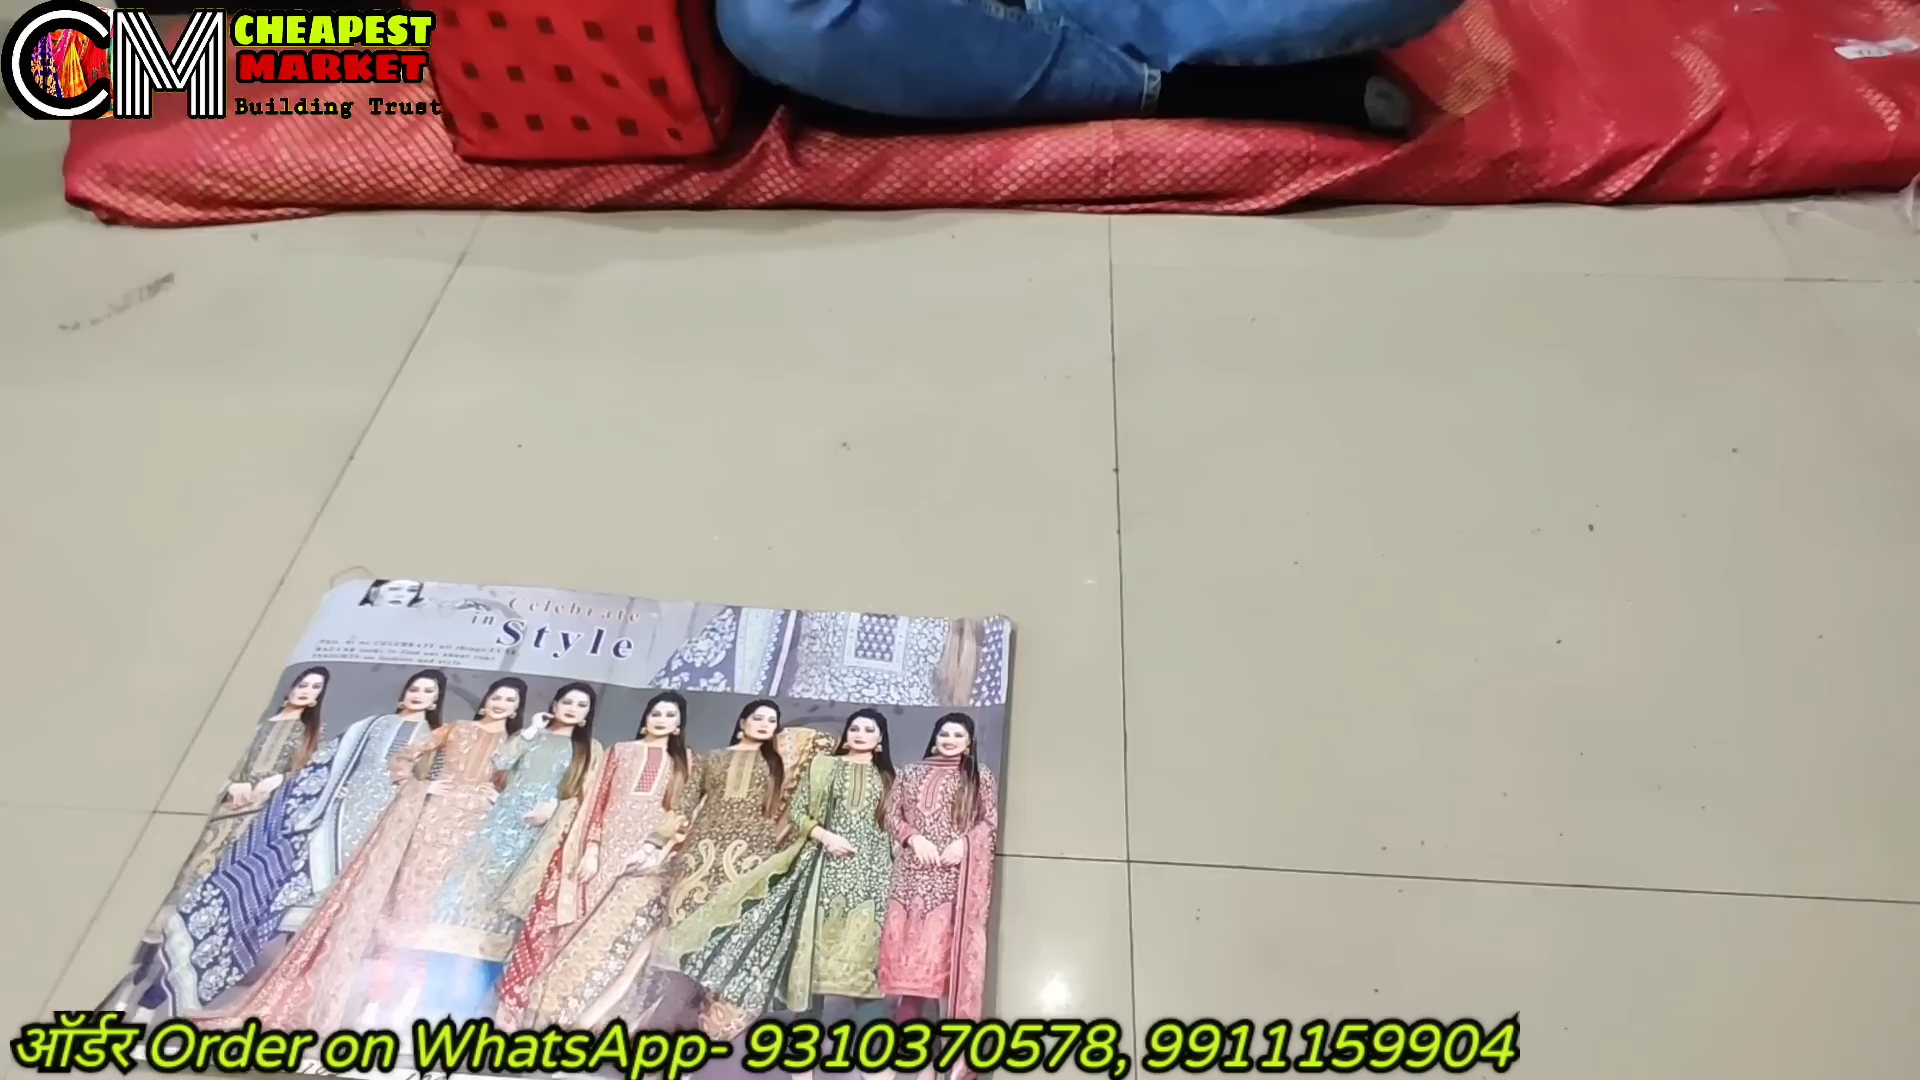 CM CHEAPEST
MARKET
Building Trust
Celebrate
in Style
ऑर्डर Order on WhatsApp- 9310370578, 9911159904